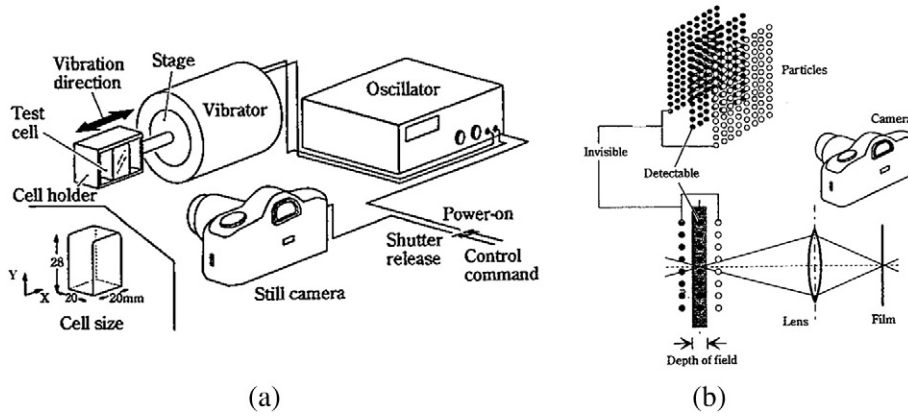 Vibration
direction
Stage
Test
cell
Vibrator
Oscillator
Cell holder
Power-on
Shutter
release
Control
command
Still camera
Y
X
28
20
20mm
Cell size
(a)
Particles
Camera
Invisible
Detectable
Lens
Film
Depth of field
(b)